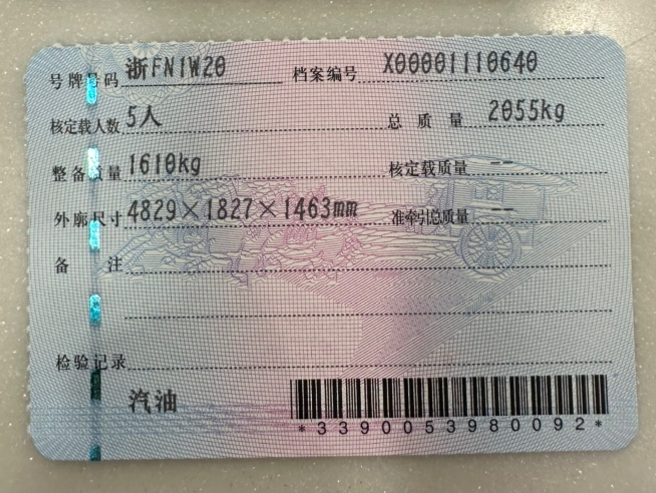 号牌号码 浙FN1W20 档案编号 X00001110640
核定载人数 5人 总质量 2055kg
整备质量 1610kg 核定载质量 --
外廓尺寸 4829×1827×1463mm 准牵引总质量 --
备注
检验记录
汽油
*3390053980092*